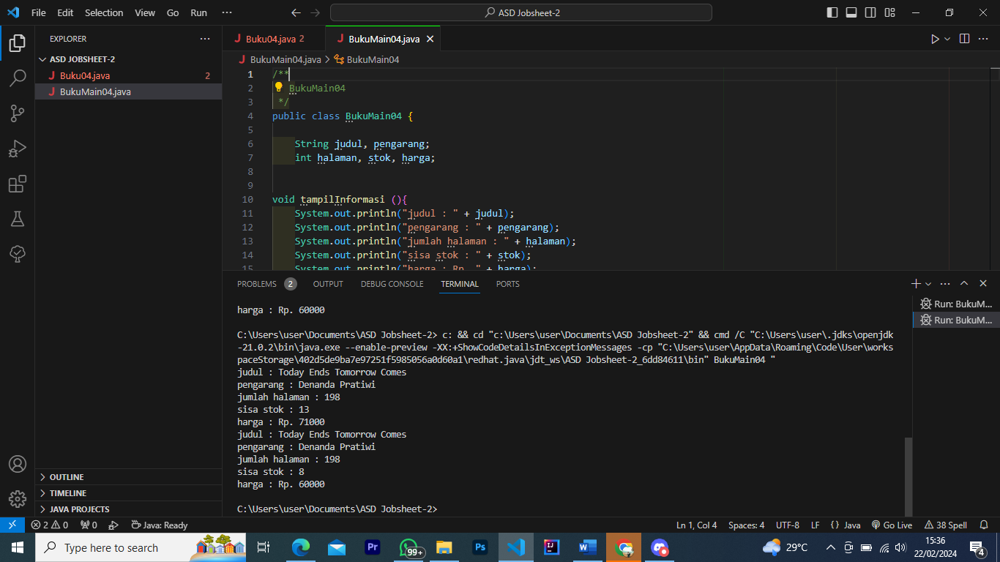 File Edit Selection View Go Run ··· ASD Jobsheet-2
EXPLORER
ASD JOBSHEET-2
J Buku04.java 2
J BukuMain04.java
OUTLINE
TIMELINE
JAVA PROJECTS
J Buku04.java 2 J BukuMain04.java
J BukuMain04.java > BukuMain04
1 /**
2 BukuMain04
3 */
4 public class BukuMain04 {
5
6 String judul, pengarang;
7 int halaman, stok, harga;
8
9
10 void tampilInformasi (){
11 System.out.println("judul : " + judul);
12 System.out.println("pengarang : " + pengarang);
13 System.out.println("jumlah halaman : " + halaman);
14 System.out.println("sisa stok : " + stok);
15 System.out.println("harga : Rp. " + harga);
PROBLEMS 2 OUTPUT DEBUG CONSOLE TERMINAL PORTS
harga : Rp. 60000
C:\Users\user\Documents\ASD Jobsheet-2> c: && cd "c:\Users\user\Documents\ASD Jobsheet-2" && cmd /C "C:\Users\user\.jdks\openjdk
-21.0.2\bin\java.exe --enable-preview -XX:+ShowCodeDetailsInExceptionMessages -cp "C:\Users\user\AppData\Roaming\Code\User\works
paceStorage\402d5de9ba7e97251f5985056a0d60a1\redhat.java\jdt_ws\ASD Jobsheet-2_6dd84611\bin" BukuMain04 "
judul : Today Ends Tomorrow Comes
pengarang : Denanda Pratiwi
jumlah halaman : 198
sisa stok : 13
harga : Rp. 71000
judul : Today Ends Tomorrow Comes
pengarang : Denanda Pratiwi
jumlah halaman : 198
sisa stok : 8
harga : Rp. 60000
C:\Users\user\Documents\ASD Jobsheet-2>
Run: BukuM...
Run: BukuM...
2 0 0 Java: Ready Ln 1, Col 4 Spaces: 4 UTF-8 LF {} Java Go Live 38 Spell
Type here to search Pr 99+ Ps IJ W 29°C 15:36
22/02/2024 4